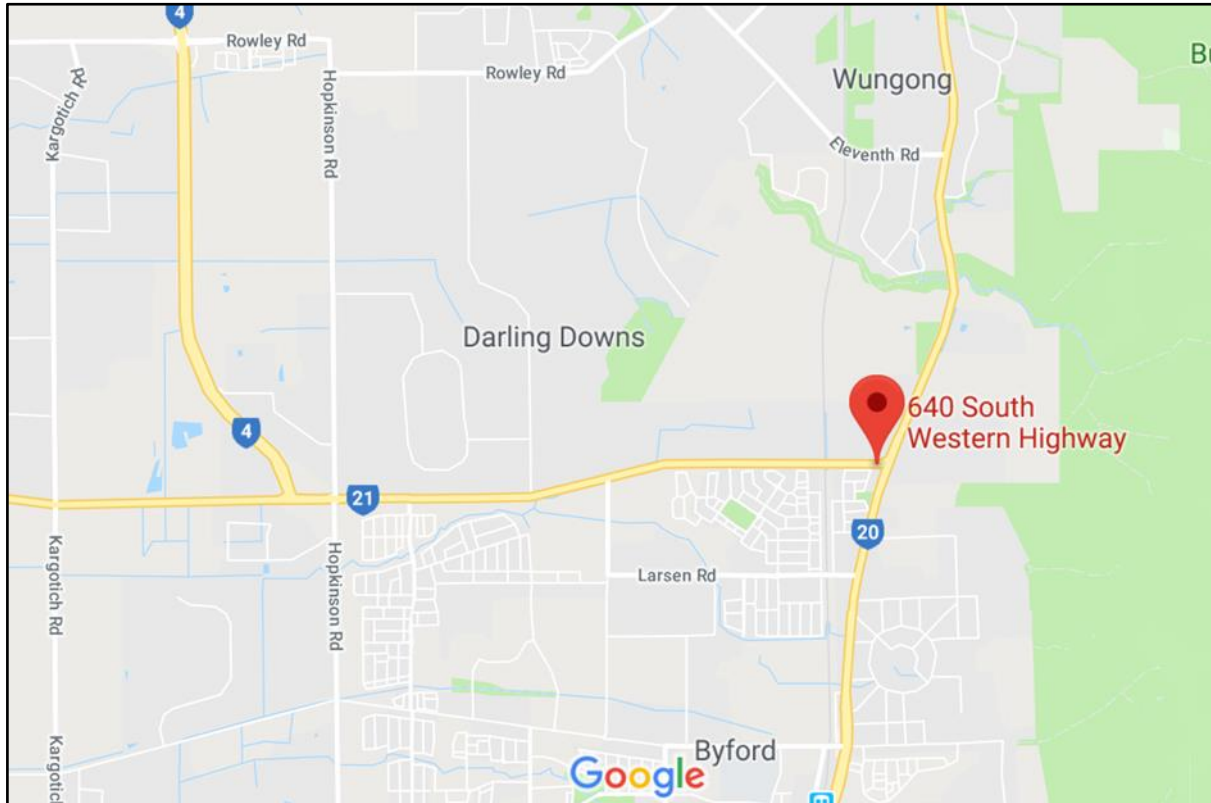 4
Rowley Rd
Rowley Rd
Kargotich Rd
Hopkinson Rd
Wungong
Bu
Eleventh Rd
Darling Downs
640 South
Western Highway
4
21
20
Kargotich Rd
Hopkinson Rd
Larsen Rd
Byford
Kargotich
Google